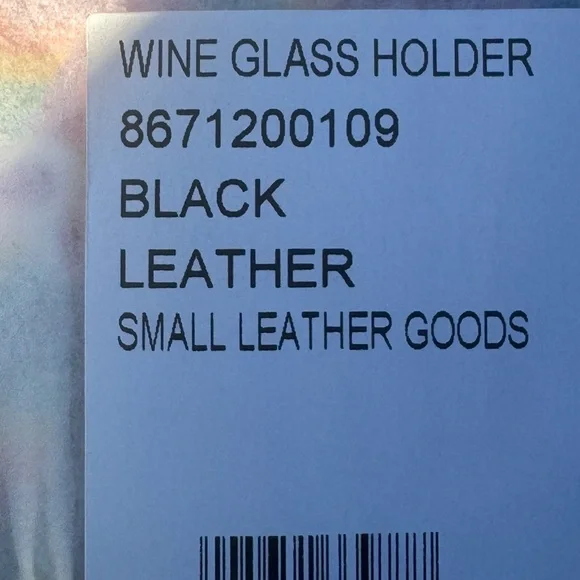 WINE GLASS HOLDER
8671200109
BLACK
LEATHER
SMALL LEATHER GOODS